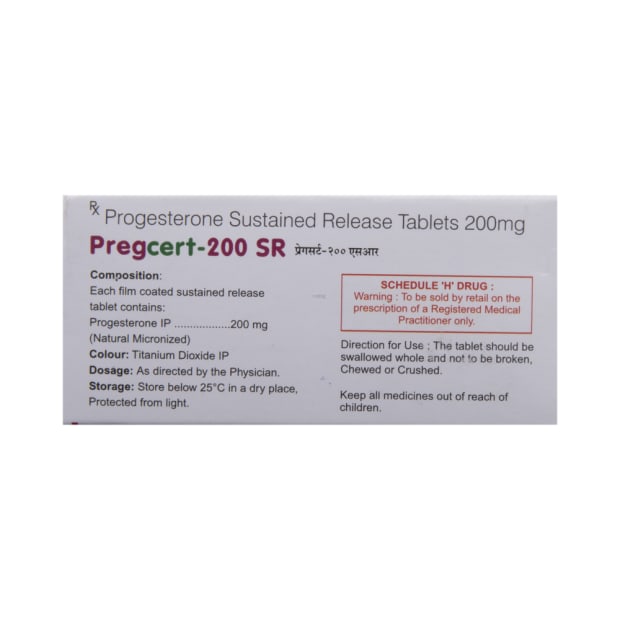 Rx Progesterone Sustained Release Tablets 200mg
Pregcert-200 SR प्रेगसर्ट-२०० एसआर
Composition:
Each film coated sustained release
tablet contains:
Progesterone IP ..................200 mg
(Natural Micronized)
Colour: Titanium Dioxide IP
Dosage: As directed by the Physician.
Storage: Store below 25°C in a dry place,
Protected from light.
SCHEDULE 'H' DRUG :
Warning : To be sold by retail on the
prescription of a Registered Medical
Practitioner only.
Direction for Use : The tablet should be
swallowed whole and not to be broken,
Chewed or Crushed.
Keep all medicines out of reach of
children.